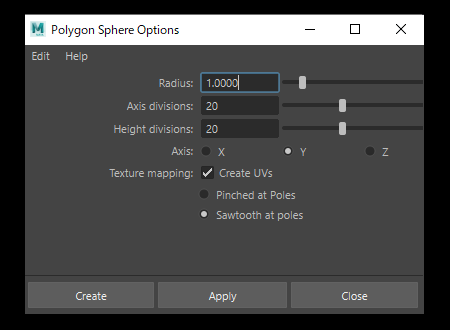 Polygon Sphere Options
Edit Help
Radius: 1.0000
Axis divisions: 20
Height divisions: 20
Axis: X Y Z
Texture mapping: Create UVs
Pinched at Poles
Sawtooth at poles
Create Apply Close